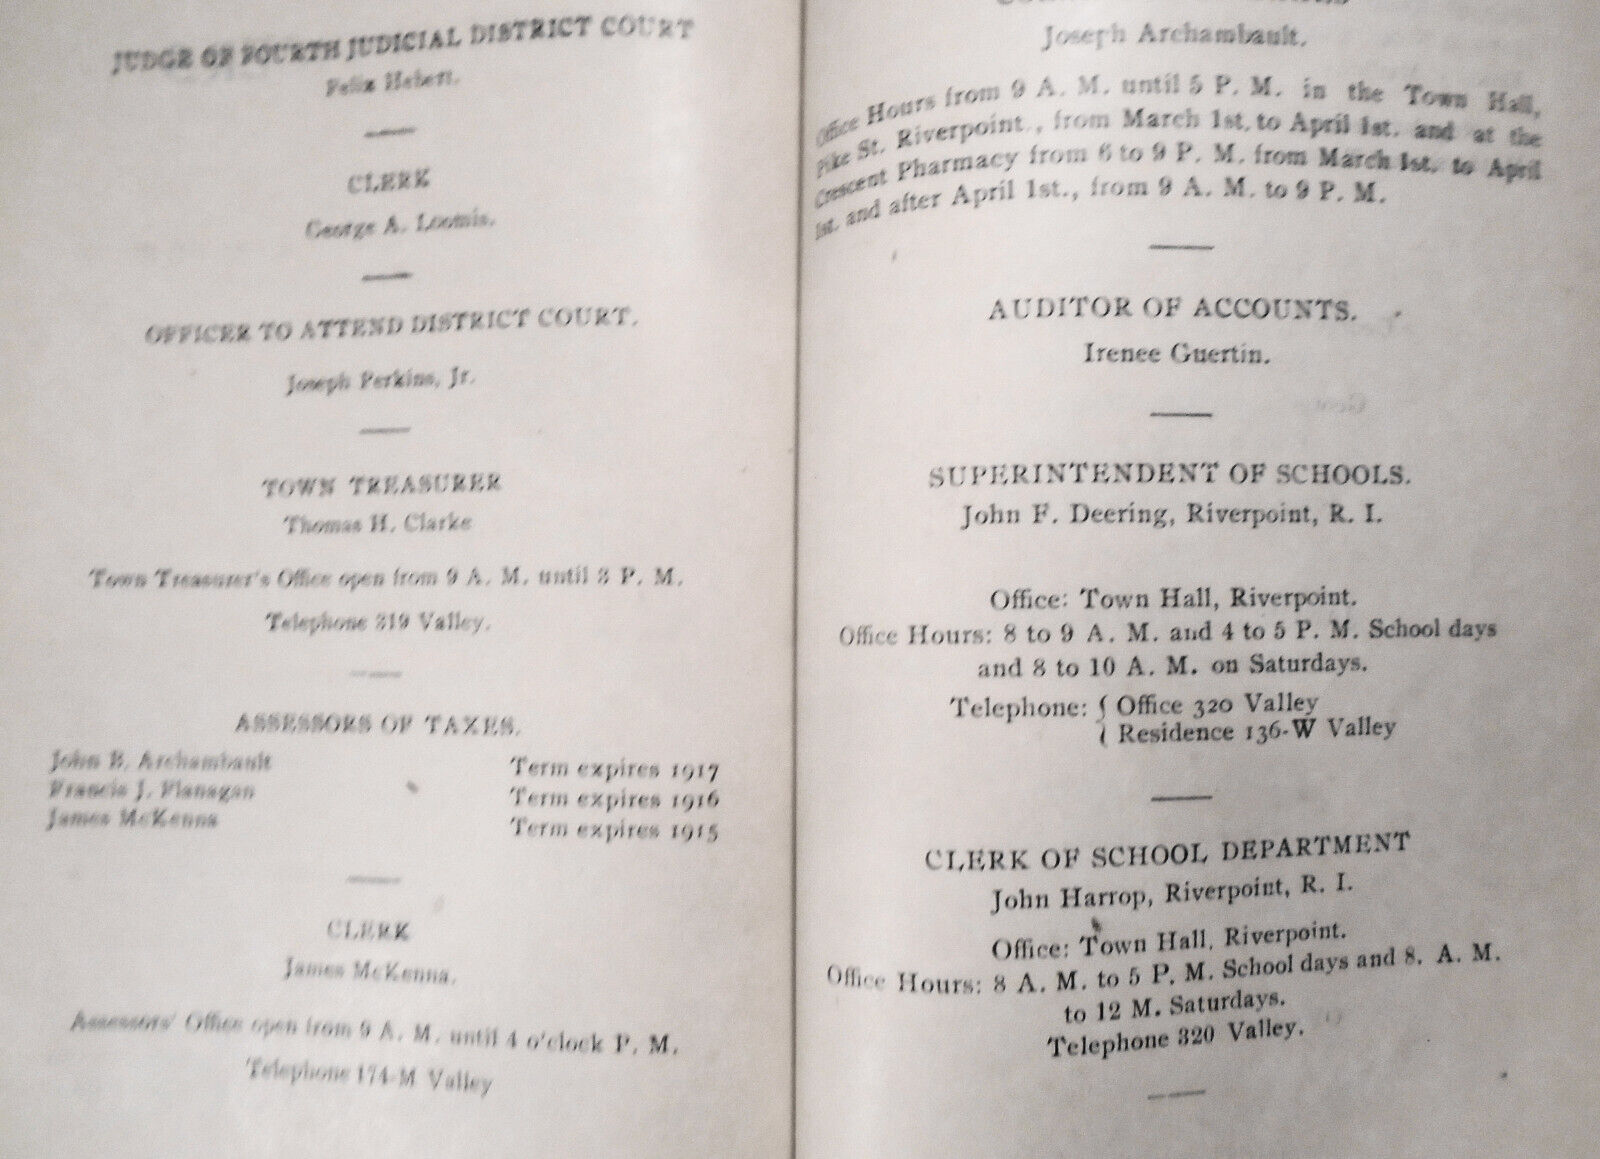 JUDGE OF FOURTH JUDICIAL DISTRICT COURT
Felix Hebert.
CLERK
George A. Loomis.
OFFICER TO ATTEND DISTRICT COURT.
Joseph Perkins, Jr.
TOWN TREASURER
Thomas H. Clarke
Town Treasurer's Office open from 9 A. M. until 3 P. M.
Telephone 319 Valley.
ASSESSORS OF TAXES.
John B. Archambault Term expires 1917
Francis J. Flanagan Term expires 1916
James McKenna Term expires 1915
CLERK
James McKenna.
Assessors' Office open from 9 A. M. until 4 o'clock P. M.
Telephone 174-M Valley
Joseph Archambault.
Office Hours from 9 A. M. until 5 P. M. in the Town Hall,
Pike St. Riverpoint., from March 1st. to April 1st. and at the
Crescent Pharmacy from 6 to 9 P. M. from March 1st. to April
1st. and after April 1st., from 9 A. M. to 9 P. M.
AUDITOR OF ACCOUNTS.
Irenee Guertin.
SUPERINTENDENT OF SCHOOLS.
John F. Deering, Riverpoint, R. I.
Office: Town Hall, Riverpoint.
Office Hours: 8 to 9 A. M. and 4 to 5 P. M. School days
and 8 to 10 A. M. on Saturdays.
Telephone: { Office 320 Valley
Residence 136-W Valley
CLERK OF SCHOOL DEPARTMENT
John Harrop, Riverpoint, R. I.
Office: Town Hall, Riverpoint.
Office Hours: 8 A. M. to 5 P. M. School days and 8. A. M.
to 12 M. Saturdays.
Telephone 320 Valley.